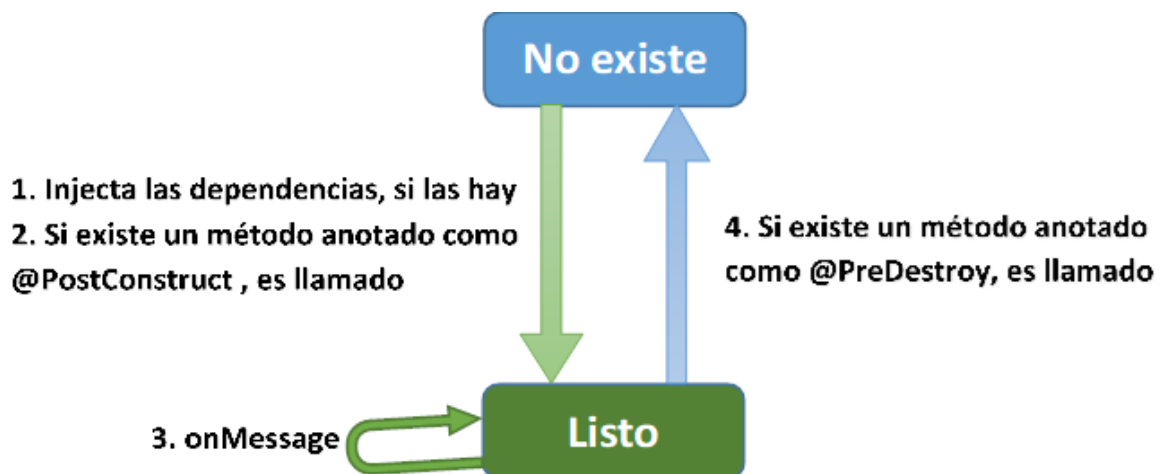 No existe
1. Injecta las dependencias, si las hay
2. Si existe un método anotado como
@PostConstruct , es llamado
4. Si existe un método anotado
como @PreDestroy, es llamado
3. onMessage
Listo